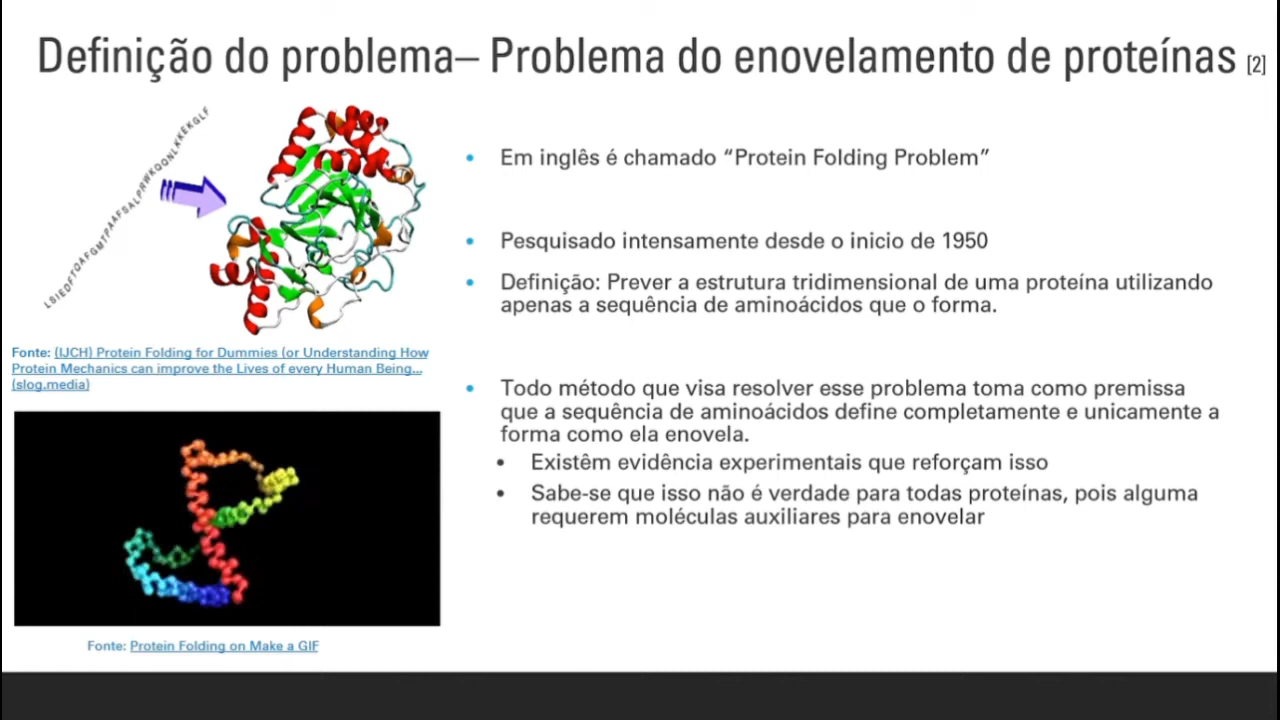 Definição do problema– Problema do enovelamento de proteínas [2]
LSIEDFTQAFGMTPAAFSALPRWKQQNLKKEKGLF
Fonte: (IJCH) Protein Folding for Dummies (or Understanding How
Protein Mechanics can improve the Lives of every Human Being...
(slog.media)
Fonte: Protein Folding on Make a GIF
• Em inglês é chamado “Protein Folding Problem”
• Pesquisado intensamente desde o inicio de 1950
• Definição: Prever a estrutura tridimensional de uma proteína utilizando
apenas a sequência de aminoácidos que o forma.
• Todo método que visa resolver esse problema toma como premissa
que a sequência de aminoácidos define completamente e unicamente a
forma como ela enovela.
• Existêm evidência experimentais que reforçam isso
• Sabe-se que isso não é verdade para todas proteínas, pois alguma
requerem moléculas auxiliares para enovelar